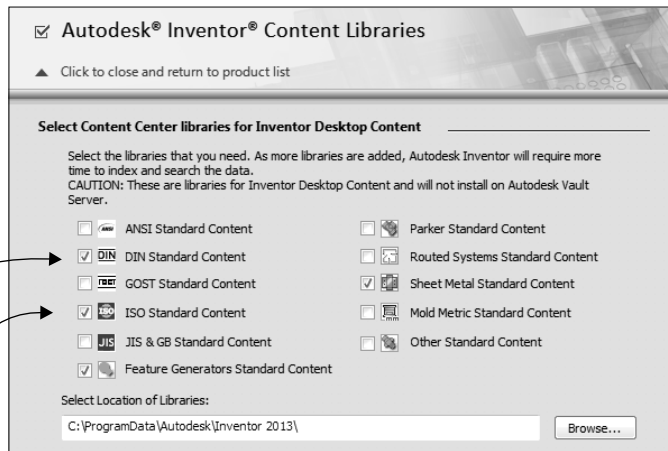 Autodesk® Inventor® Content Libraries
Click to close and return to product list
Select Content Center libraries for Inventor Desktop Content
Select the libraries that you need. As more libraries are added, Autodesk Inventor will require more
time to index and search the data.
CAUTION: These are libraries for Inventor Desktop Content and will not install on Autodesk Vault
Server.
ANSI ANSI Standard Content
DIN DIN Standard Content
GOST Standard Content
ISO ISO Standard Content
JIS JIS & GB Standard Content
Feature Generators Standard Content
Parker Standard Content
Routed Systems Standard Content
Sheet Metal Standard Content
mm Mold Metric Standard Content
Other Standard Content
Select Location of Libraries:
C:\ProgramData\Autodesk\Inventor 2013\
Browse...